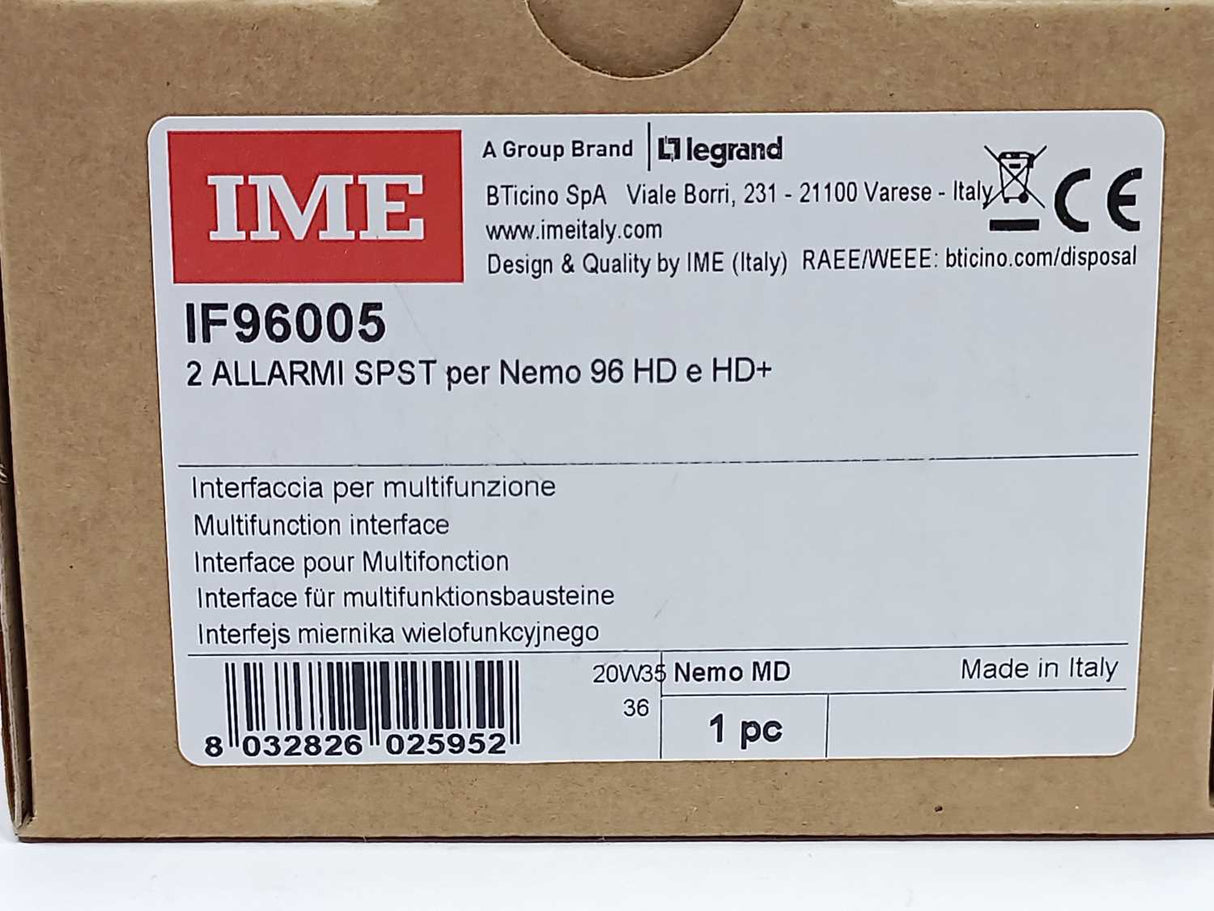 IME
A Group Brand legrand
BTicino SpA Viale Borri, 231 - 21100 Varese - Italy
www.imeitaly.com
Design & Quality by IME (Italy) RAEE/WEEE: bticino.com/disposal
CE
IF96005
2 ALLARMI SPST per Nemo 96 HD e HD+
Interfaccia per multifunzione
Multifunction interface
Interface pour Multifonction
Interface für multifunktionsbausteine
Interfejs miernika wielofunkcyjnego
20W35 Nemo MD Made in Italy
36 1 pc
8 032826 025952